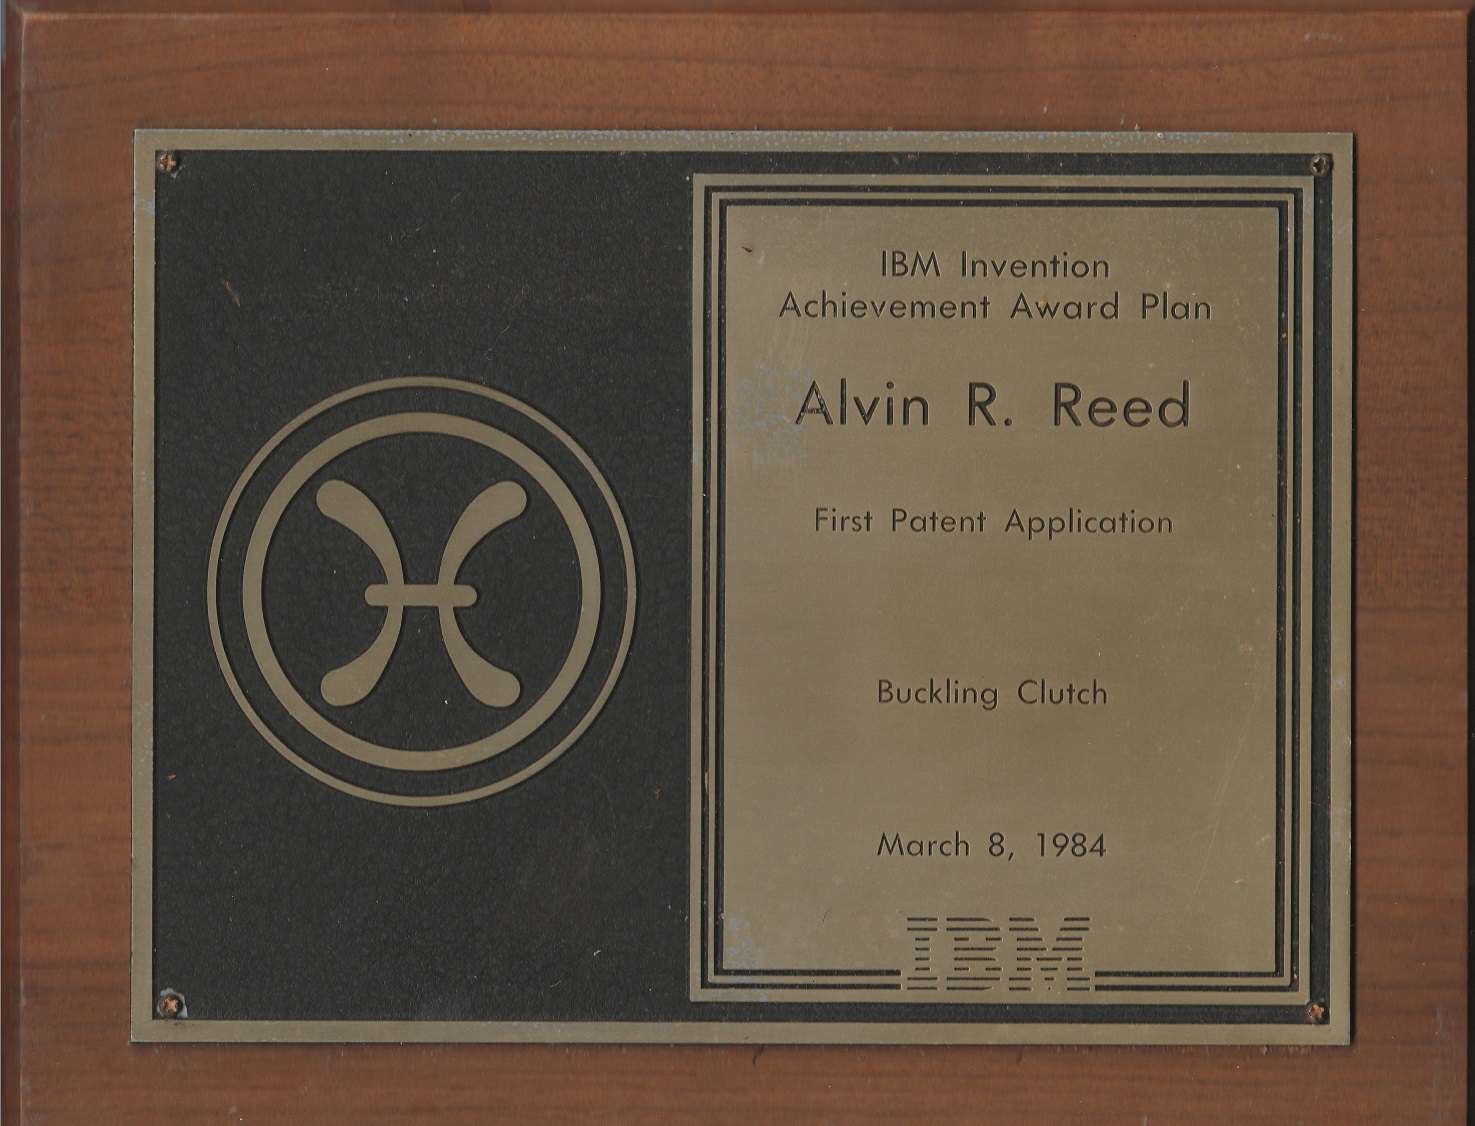 IBM Invention
Achievement Award Plan
Alvin R. Reed
First Patent Application
Buckling Clutch
March 8, 1984
IBM